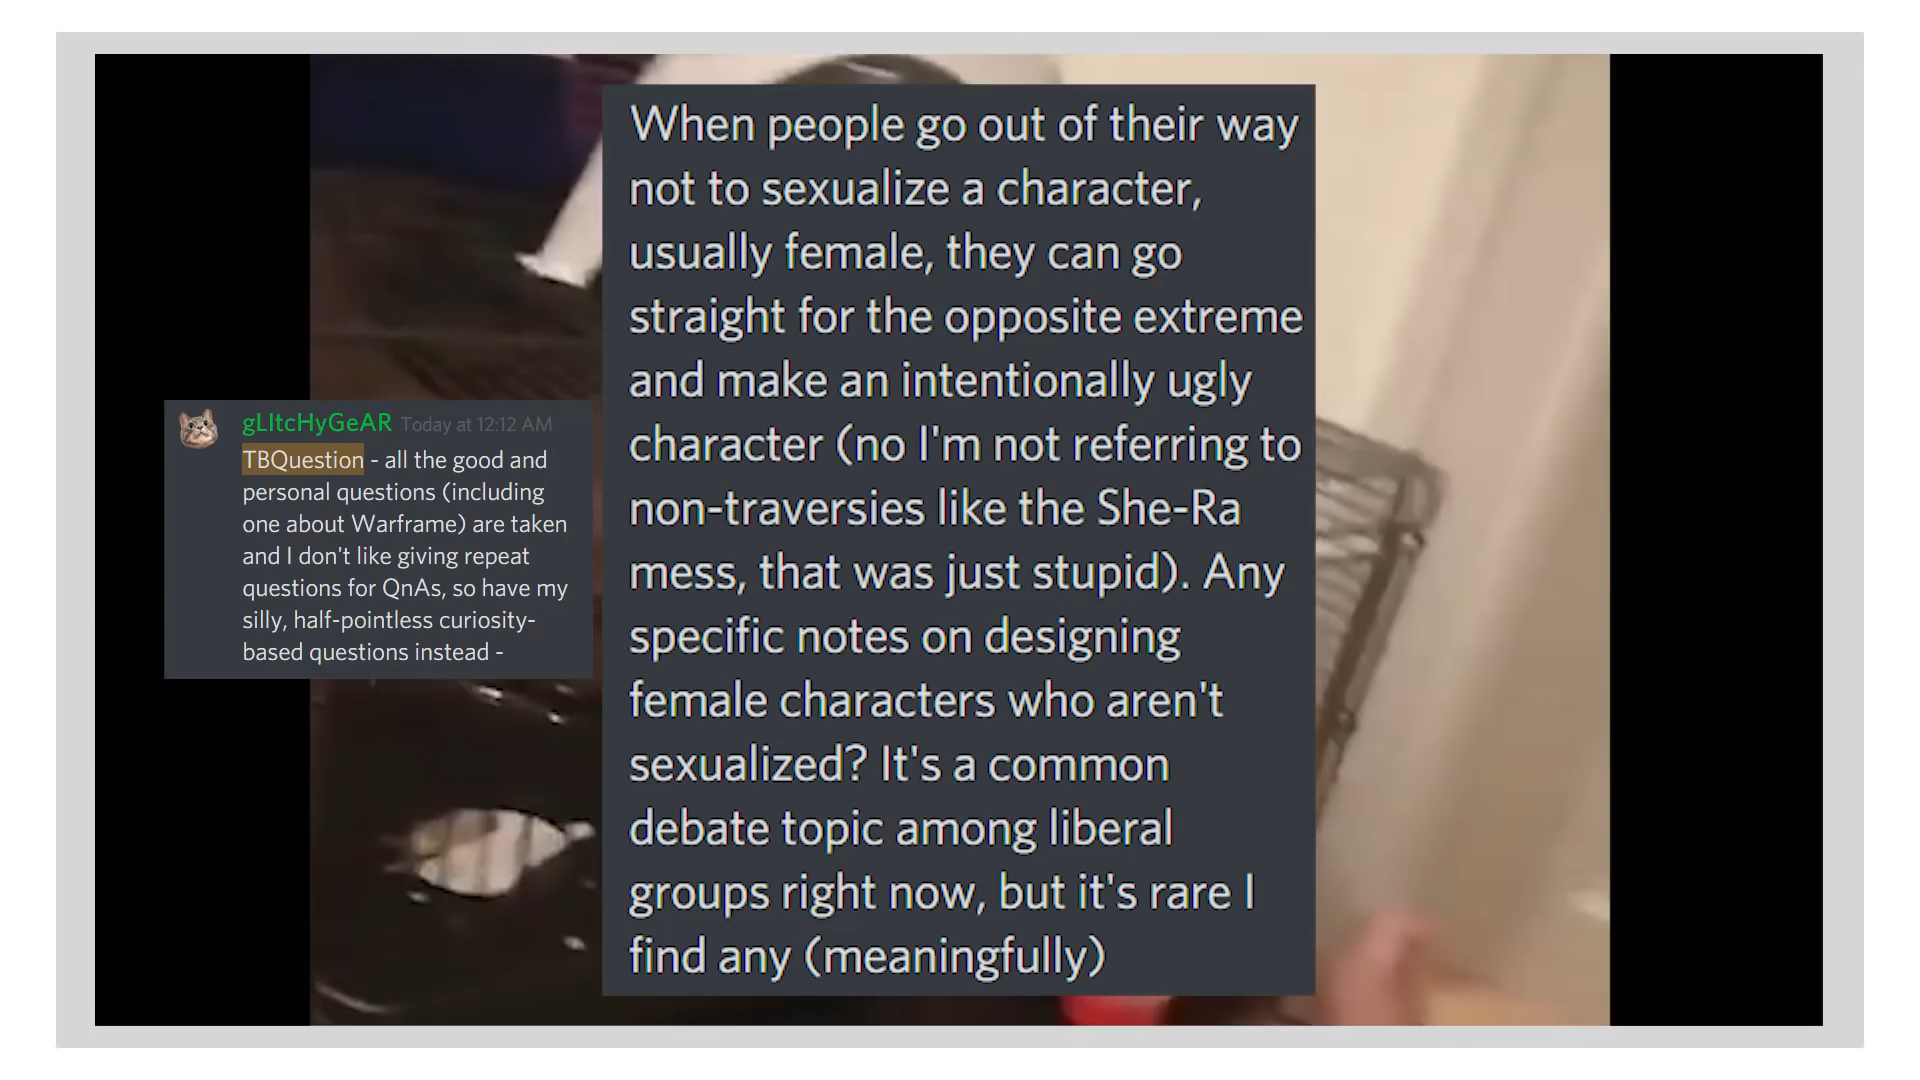 gLItcHyGeAR Today at 12:12 AM
TBQuestion - all the good and
personal questions (including
one about Warframe) are taken
and I don't like giving repeat
questions for QnAs, so have my
silly, half-pointless curiosity-
based questions instead -
When people go out of their way
not to sexualize a character,
usually female, they can go
straight for the opposite extreme
and make an intentionally ugly
character (no I'm not referring to
non-traversies like the She-Ra
mess, that was just stupid). Any
specific notes on designing
female characters who aren't
sexualized? It's a common
debate topic among liberal
groups right now, but it's rare I
find any (meaningfully)